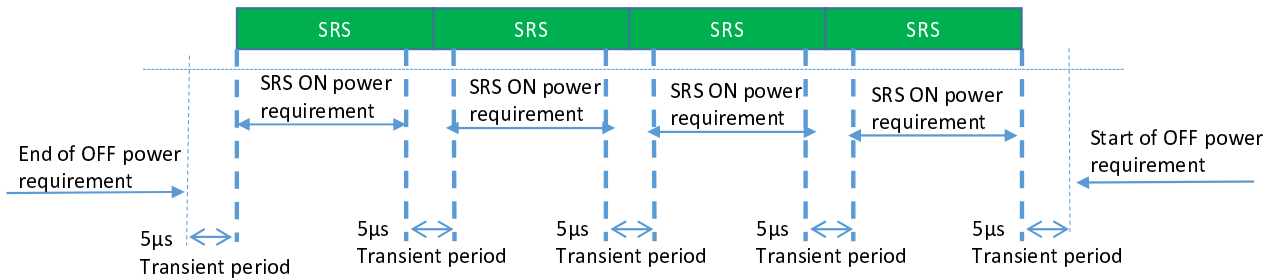 SRS SRS SRS SRS
SRS ON power
requirement
SRS ON power
requirement
SRS ON power
requirement
SRS ON power
requirement
End of OFF power
requirement
Start of OFF power
requirement
5µs
Transient period
5µs
Transient period
5µs
Transient period
5µs
Transient period
5µs
Transient period